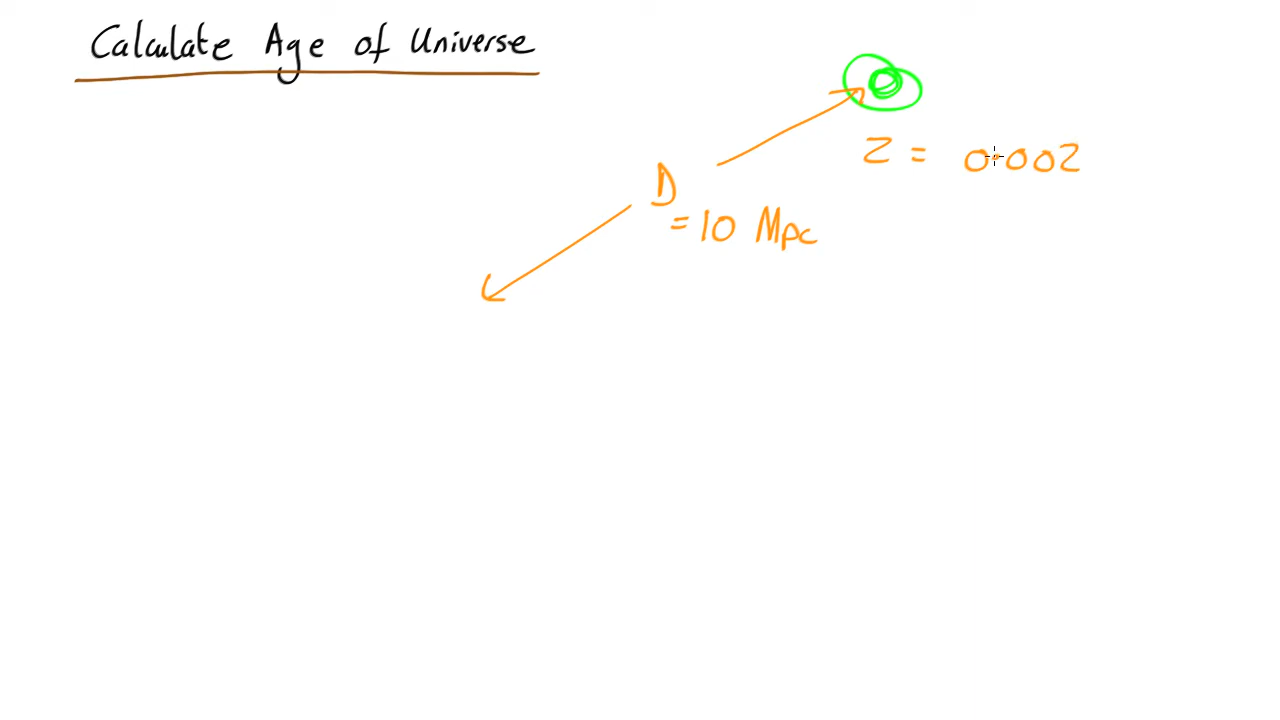 Calculate Age of Universe
Z = 0.002
D
= 10 Mpc